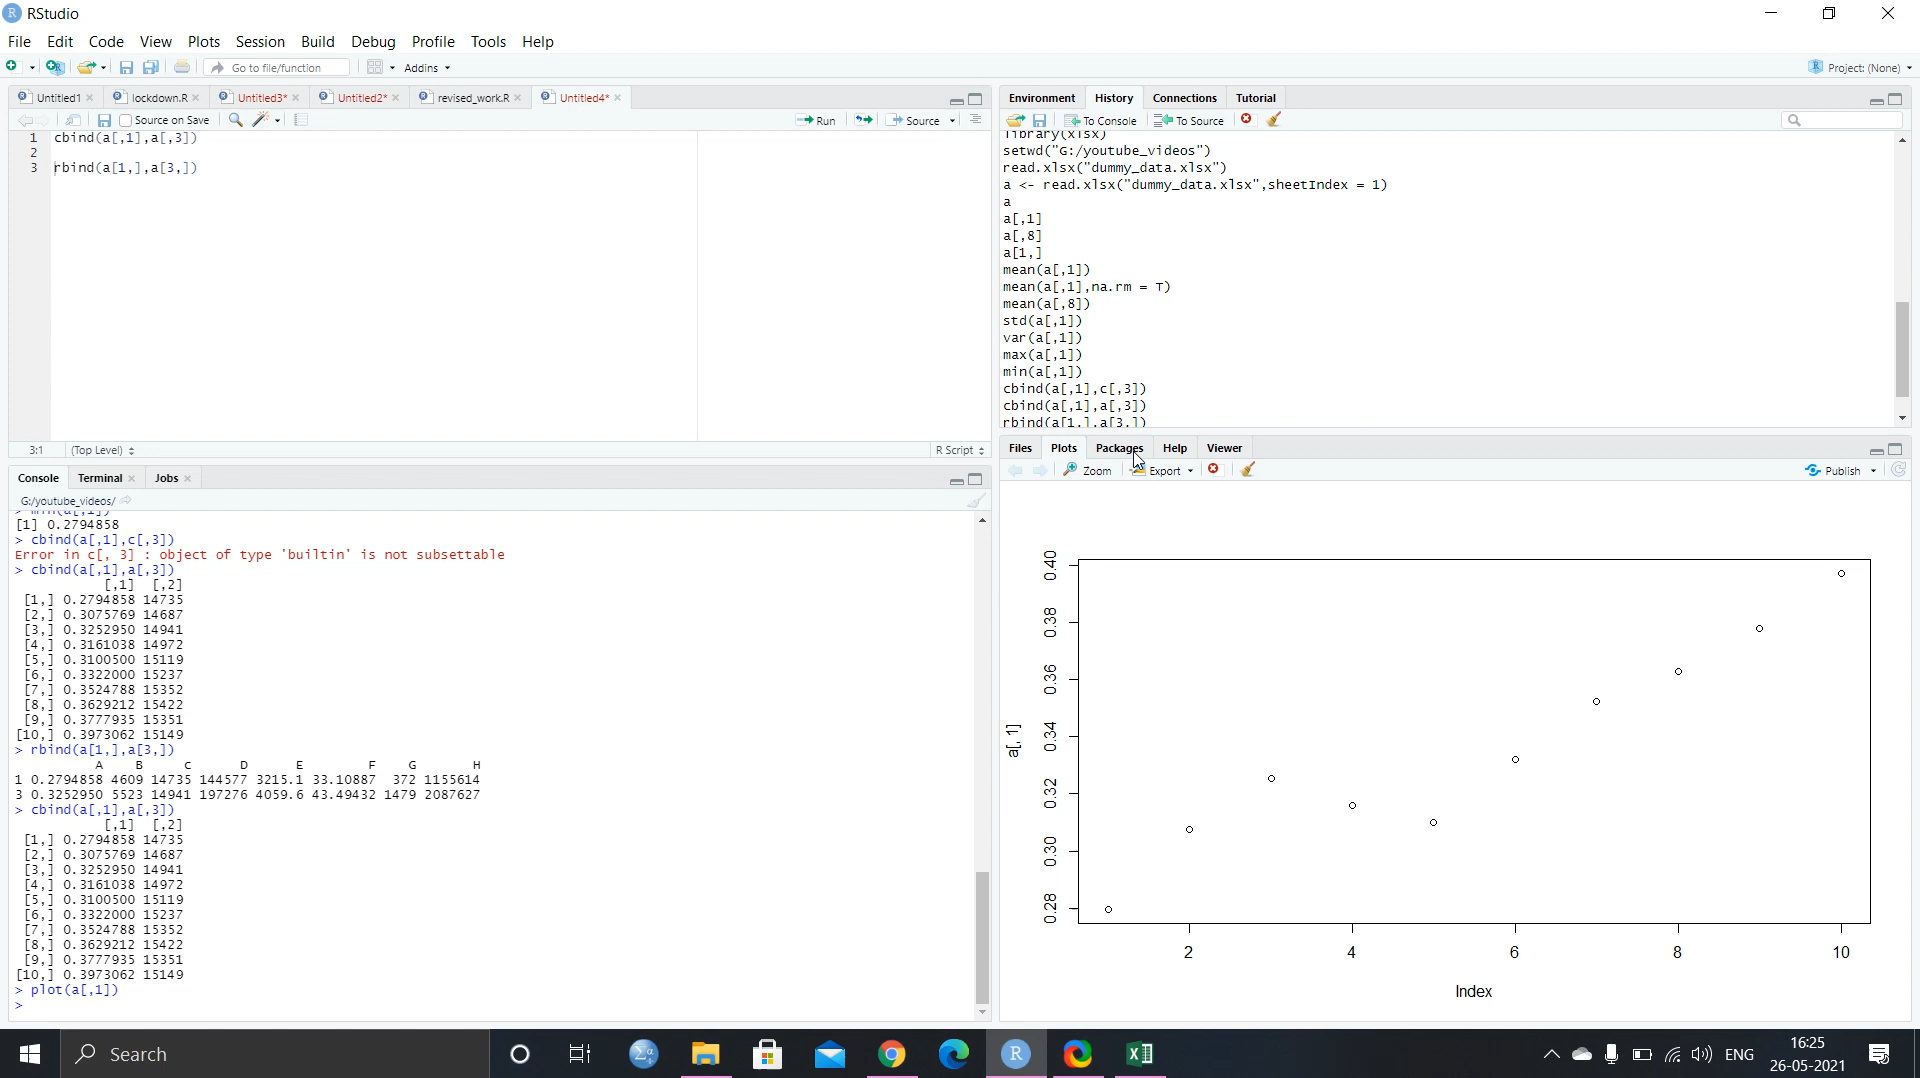 RStudio
File Edit Code View Plots Session Build Debug Profile Tools Help
Go to file/function Addins Project: (None)
Untitled1 lockdown.R Untitled3* Untitled2* revised_work.R Untitled4*
Source on Save Run Source
1 cbind(a[,1],a[,3])
2
3 rbind(a[1,],a[3,])
3:1 (Top Level) R Script
Console Terminal Jobs
G:/youtube_videos/
> min(a[,1])
[1] 0.2794858
> cbind(a[,1],c[,3])
Error in c[, 3] : object of type 'builtin' is not subsettable
> cbind(a[,1],a[,3])
[,1] [,2]
[1,] 0.2794858 14735
[2,] 0.3075769 14687
[3,] 0.3252950 14941
[4,] 0.3161038 14972
[5,] 0.3100500 15119
[6,] 0.3322000 15237
[7,] 0.3524788 15352
[8,] 0.3629212 15422
[9,] 0.3777935 15351
[10,] 0.3973062 15149
> rbind(a[1,],a[3,])
A B C D E F G H
1 0.2794858 4609 14735 144577 3215.1 33.10887 372 1155614
3 0.3252950 5523 14941 197276 4059.6 43.49432 1479 2087627
> cbind(a[,1],a[,3])
[,1] [,2]
[1,] 0.2794858 14735
[2,] 0.3075769 14687
[3,] 0.3252950 14941
[4,] 0.3161038 14972
[5,] 0.3100500 15119
[6,] 0.3322000 15237
[7,] 0.3524788 15352
[8,] 0.3629212 15422
[9,] 0.3777935 15351
[10,] 0.3973062 15149
> plot(a[,1])
>
Environment History Connections Tutorial
To Console To Source
library(xlsx)
setwd("G:/youtube_videos")
read.xlsx("dummy_data.xlsx")
a <- read.xlsx("dummy_data.xlsx",sheetIndex = 1)
a
a[,1]
a[,8]
a[1,]
mean(a[,1])
mean(a[,1],na.rm = T)
mean(a[,8])
std(a[,1])
var(a[,1])
max(a[,1])
min(a[,1])
cbind(a[,1],c[,3])
cbind(a[,1],a[,3])
rbind(a[1,],a[3,])
Files Plots Packages Help Viewer
Zoom Export Publish
0.40
0.38
0.36
0.34
0.32
0.30
0.28
a[, 1]
2 4 6 8 10
Index
Search
ENG
16:25
26-05-2021